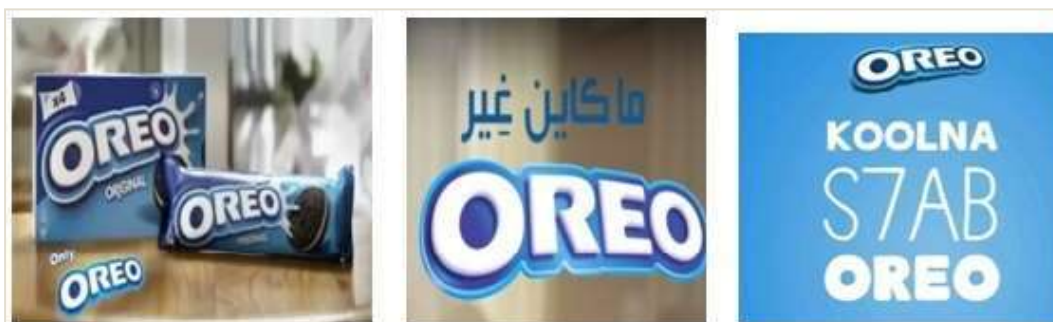 x4
OREO
ORIGINAL
OREO
Only
OREO
ما كاين غير
OREO
OREO
KOOLNA
S7AB
OREO